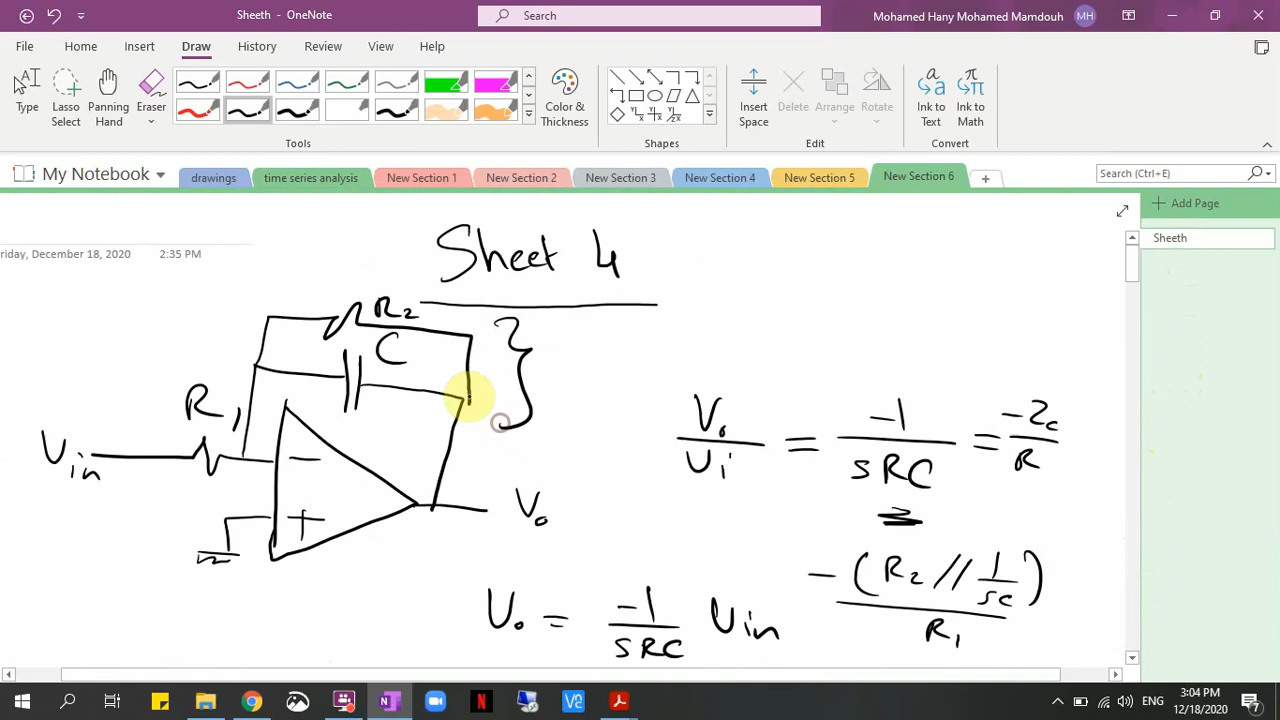 Sheeth - OneNote
Search
Mohamed Hany Mohamed Mamdouh
MH
File Home Insert Draw History Review View Help
Type
Lasso Select
Panning Hand
Eraser
Color & Thickness
Insert Space
Delete
Arrange
Rotate
Ink to Text
Ink to Math
Tools
Shapes
Edit
Convert
My Notebook
drawings
time series analysis
New Section 1
New Section 2
New Section 3
New Section 4
New Section 5
New Section 6
Search (Ctrl+E)
Add Page
Sheeth
riday, December 18, 2020 2:35 PM
Sheet 4
R₂
C
R₁
Vin
−
+
Vₒ
Vₒ/Vi = -1/SRC = -Zc/R
-(R₂ // 1/sc)/R₁
Vₒ = -1/SRC Vin
ENG
3:04 PM
12/18/2020
7